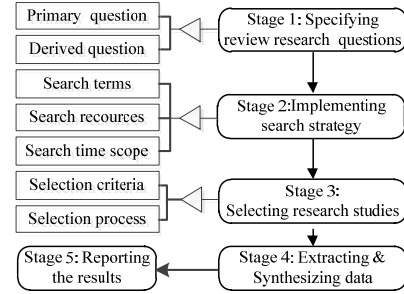 Primary question
Derived question
Stage 1: Specifying
review research questions
Search terms
Search recources
Search time scope
Stage 2:Implementing
search strategy
Selection criteria
Selection process
Stage 3:
Selecting research studies
Stage 4: Extracting &
Synthesizing data
Stage 5: Reporting
the results